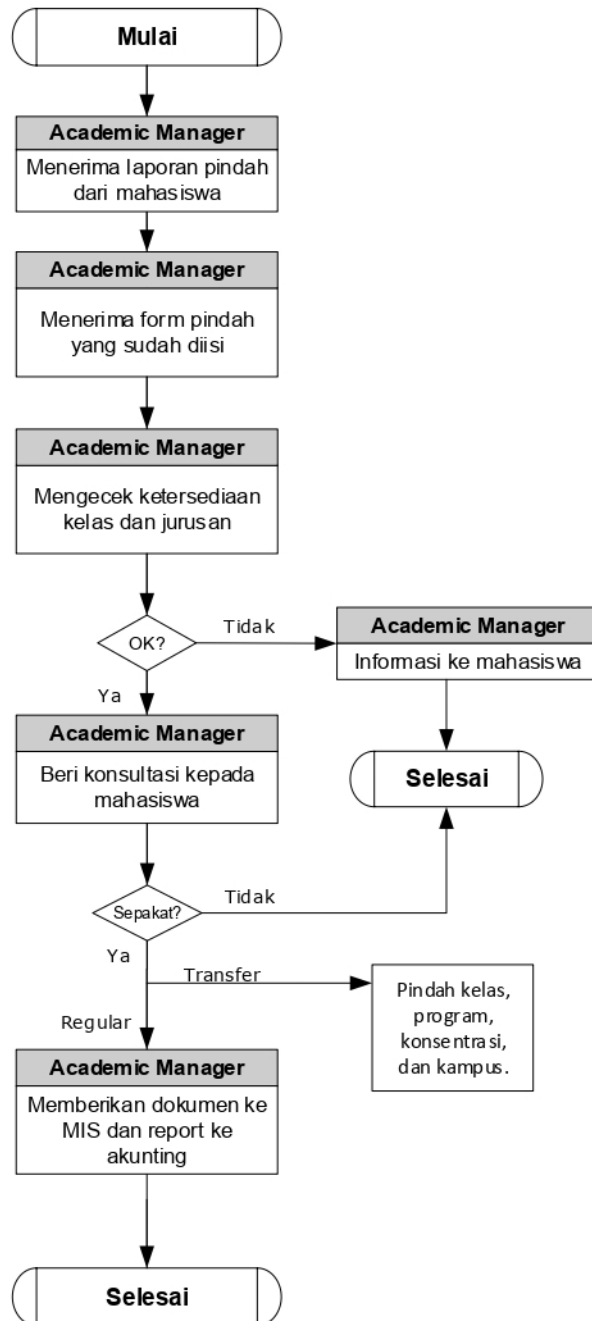 Mulai
Academic Manager
Menerima laporan pindah
dari mahasiswa
Academic Manager
Menerima form pindah
yang sudah diisi
Academic Manager
Mengecek ketersediaan
kelas dan jurusan
OK?
Tidak
Academic Manager
Informasi ke mahasiswa
Ya
Academic Manager
Beri konsultasi kepada
mahasiswa
Selesai
Sepakat?
Tidak
Ya
Transfer
Pindah kelas,
program,
konsentrasi,
dan kampus.
Regular
Academic Manager
Memberikan dokumen ke
MIS dan report ke
akunting
Selesai